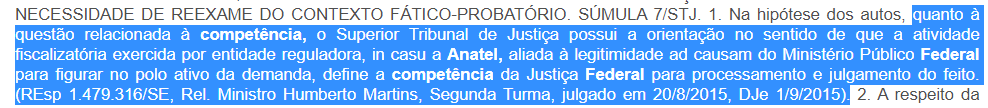 NECESSIDADE DE REEXAME DO CONTEXTO FÁTICO-PROBATÓRIO. SÚMULA 7/STJ. 1. Na hipótese dos autos, quanto à
questão relacionada à competência, o Superior Tribunal de Justiça possui a orientação no sentido de que a atividade
fiscalizatória exercida por entidade reguladora, in casu a Anatel, aliada à legitimidade ad causam do Ministério Público Federal
para figurar no polo ativo da demanda, define a competência da Justiça Federal para processamento e julgamento do feito.
(REsp 1.479.316/SE, Rel. Ministro Humberto Martins, Segunda Turma, julgado em 20/8/2015, DJe 1/9/2015). 2. A respeito da